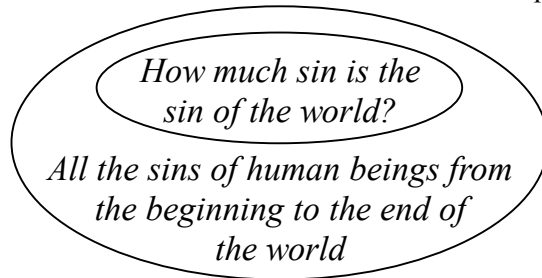 How much sin is the
sin of the world?
All the sins of human beings from
the beginning to the end of
the world